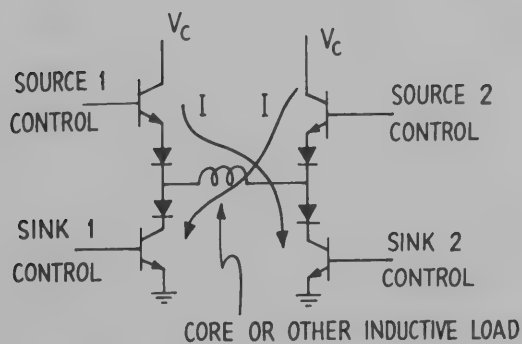 V_C
V_C
SOURCE 1
CONTROL
I
I
SOURCE 2
CONTROL
SINK 1
CONTROL
SINK 2
CONTROL
CORE OR OTHER INDUCTIVE LOAD